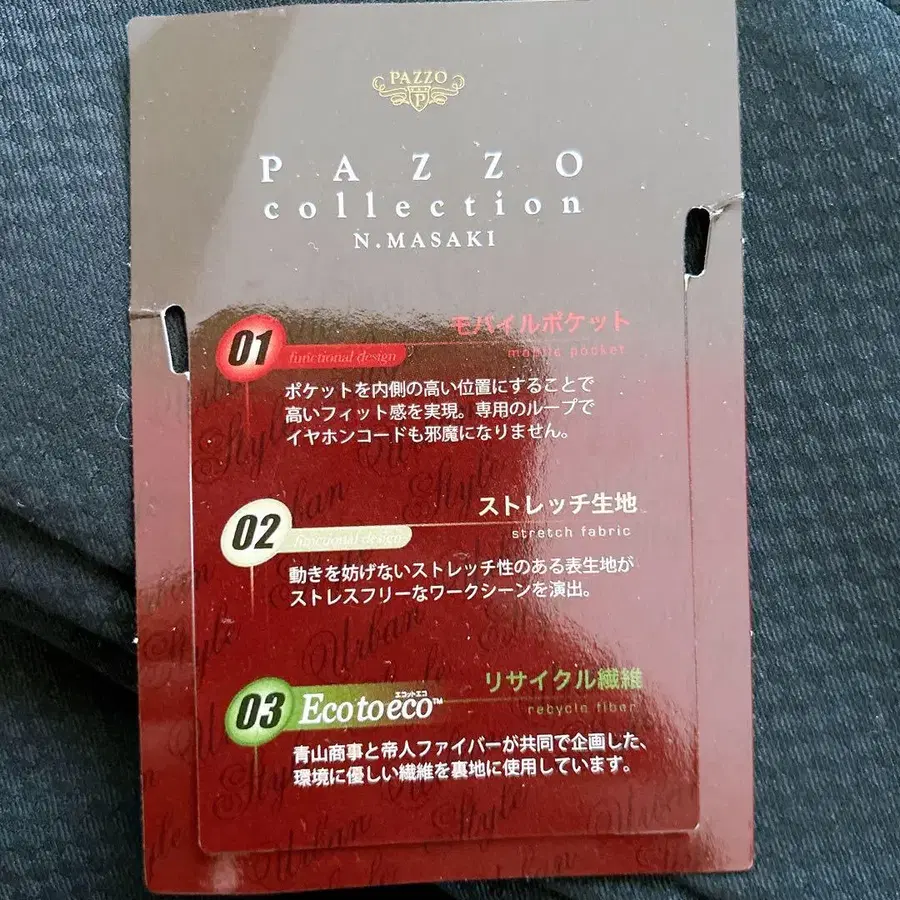 PAZZO
P
PAZZO
collection
N.MASAKI
01
functional design
モバイルポケット
mobile pocket
ポケットを内側の高い位置にすることで
高いフィット感を実現。専用のループで
イヤホンコードも邪魔になりません。
02
functional design
ストレッチ生地
stretch fabric
動きを妨げないストレッチ性のある表生地が
ストレスフリーなワークシーンを演出。
03
エコットエコ
Ecotoeco™
リサイクル繊維
recycle fiber
青山商事と帝人ファイバーが共同で企画した、
環境に優しい繊維を裏地に使用しています。
Urban
Style
Urban
Style
Urban
Style